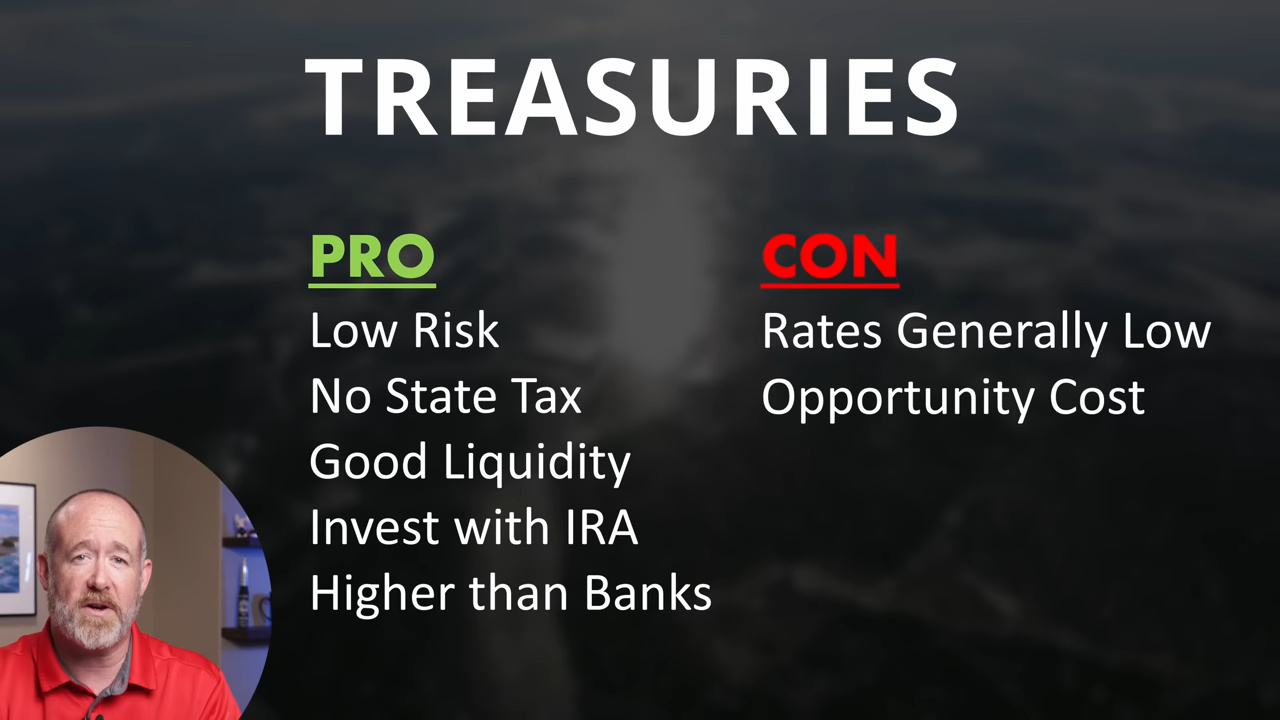 TREASURIES
PRO
Low Risk
No State Tax
Good Liquidity
Invest with IRA
Higher than Banks
CON
Rates Generally Low
Opportunity Cost